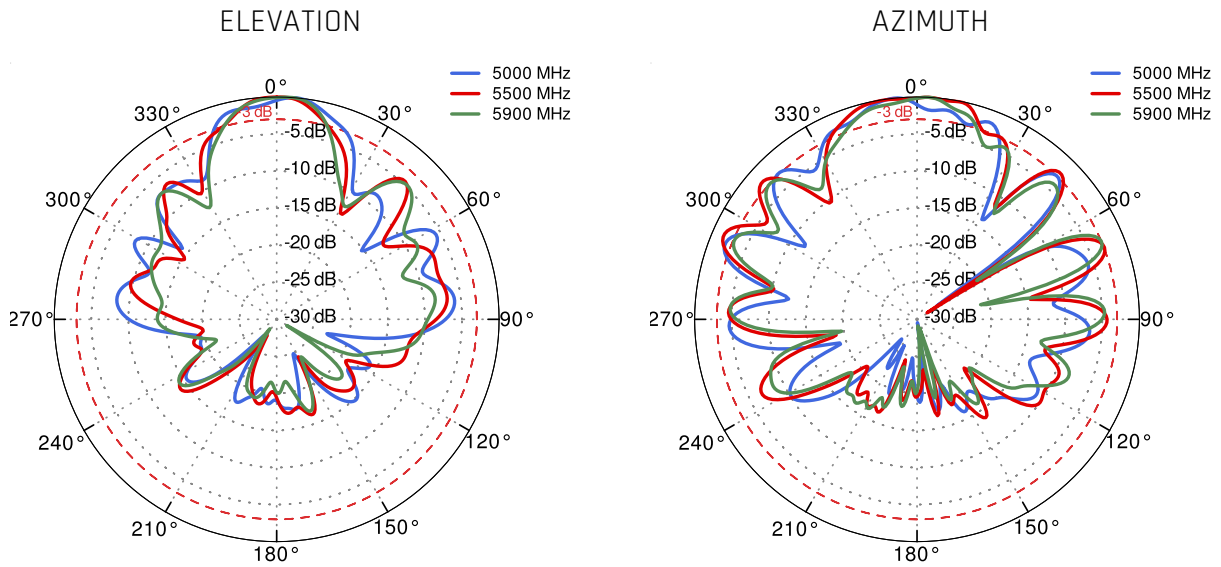 ELEVATION
5000 MHz
5500 MHz
5900 MHz
0°
330°
-3 dB
30°
-5 dB
-10 dB
300°
60°
-15 dB
-20 dB
-25 dB
270°
-30 dB
90°
240°
120°
210°
150°
180°
AZIMUTH
5000 MHz
5500 MHz
5900 MHz
0°
330°
-3 dB
30°
-5 dB
-10 dB
300°
60°
-15 dB
-20 dB
-25 dB
270°
-30 dB
90°
240°
120°
210°
150°
180°